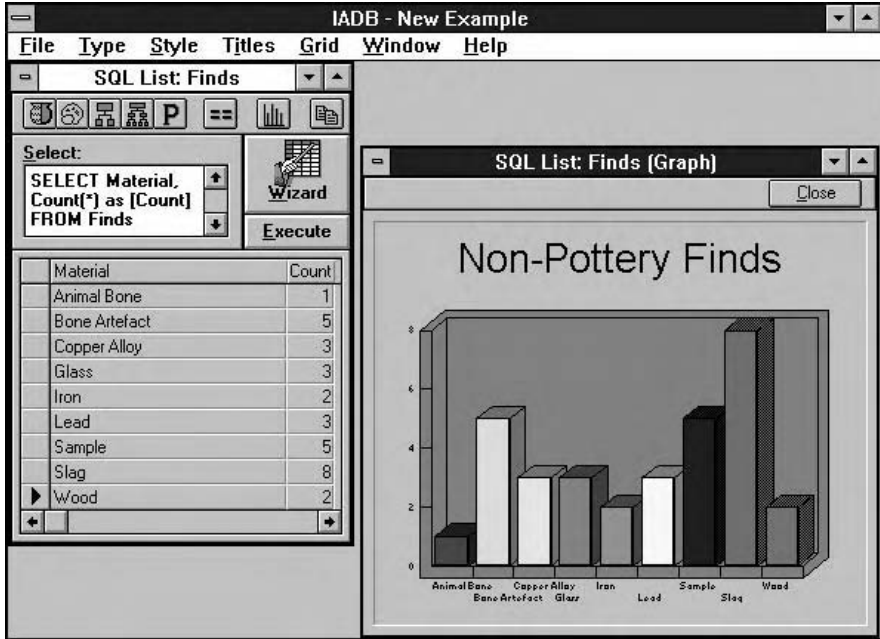 IADB - New Example
File Type Style Titles Grid Window Help
SQL List: Finds
P ==
Select:
SELECT Material,
Count(*) as [Count]
FROM Finds
Wizard
Execute
Material Count
Animal Bone 1
Bone Artefact 5
Copper Alloy 3
Glass 3
Iron 2
Lead 3
Sample 5
Slag 8
Wood 2
SQL List: Finds (Graph)
Close
Non-Pottery Finds
8
6
4
2
0
Animal Bone Copper Alloy Iron Sample Wood
Bone Artefact Glass Lead Slag